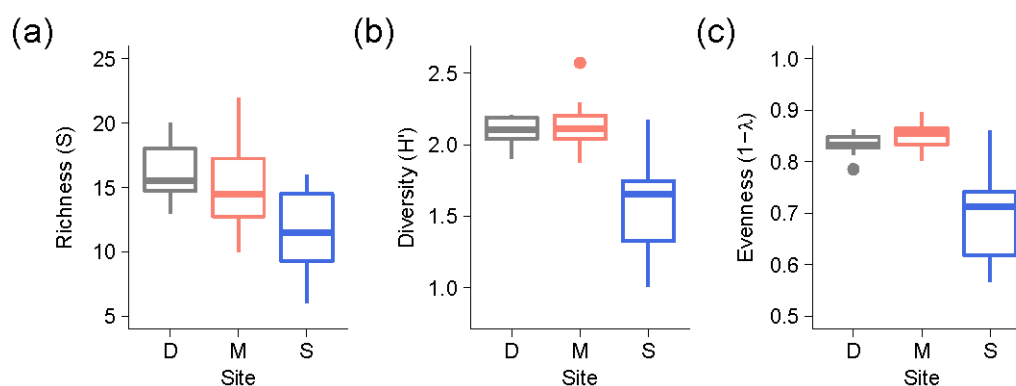 (a)
Richness (S)
25
20
15
10
5
D M S
Site
(b)
Diversity (H')
2.5
2.0
1.5
1.0
D M S
Site
(c)
Evenness (1−λ)
1.0
0.9
0.8
0.7
0.6
0.5
D M S
Site